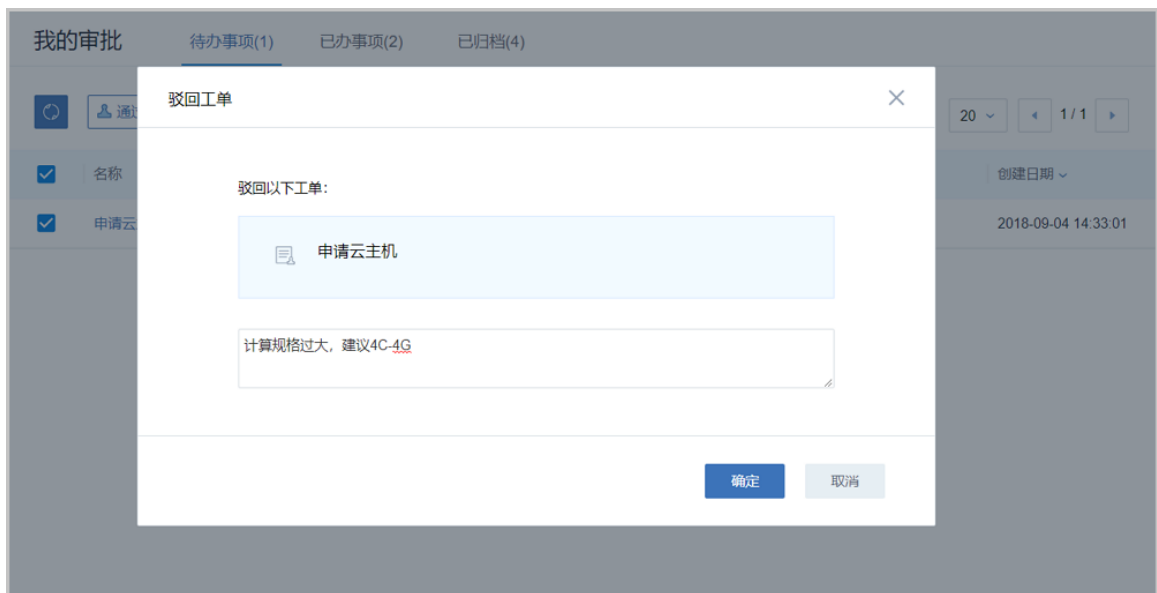 我的审批 待办事项(1) 已办事项(2) 已归档(4)
驳回工单
通过
20 1 / 1
名称 创建日期
驳回以下工单：
申请云 2018-09-04 14:33:01
申请云主机
计算规格过大，建议4C-4G
确定 取消